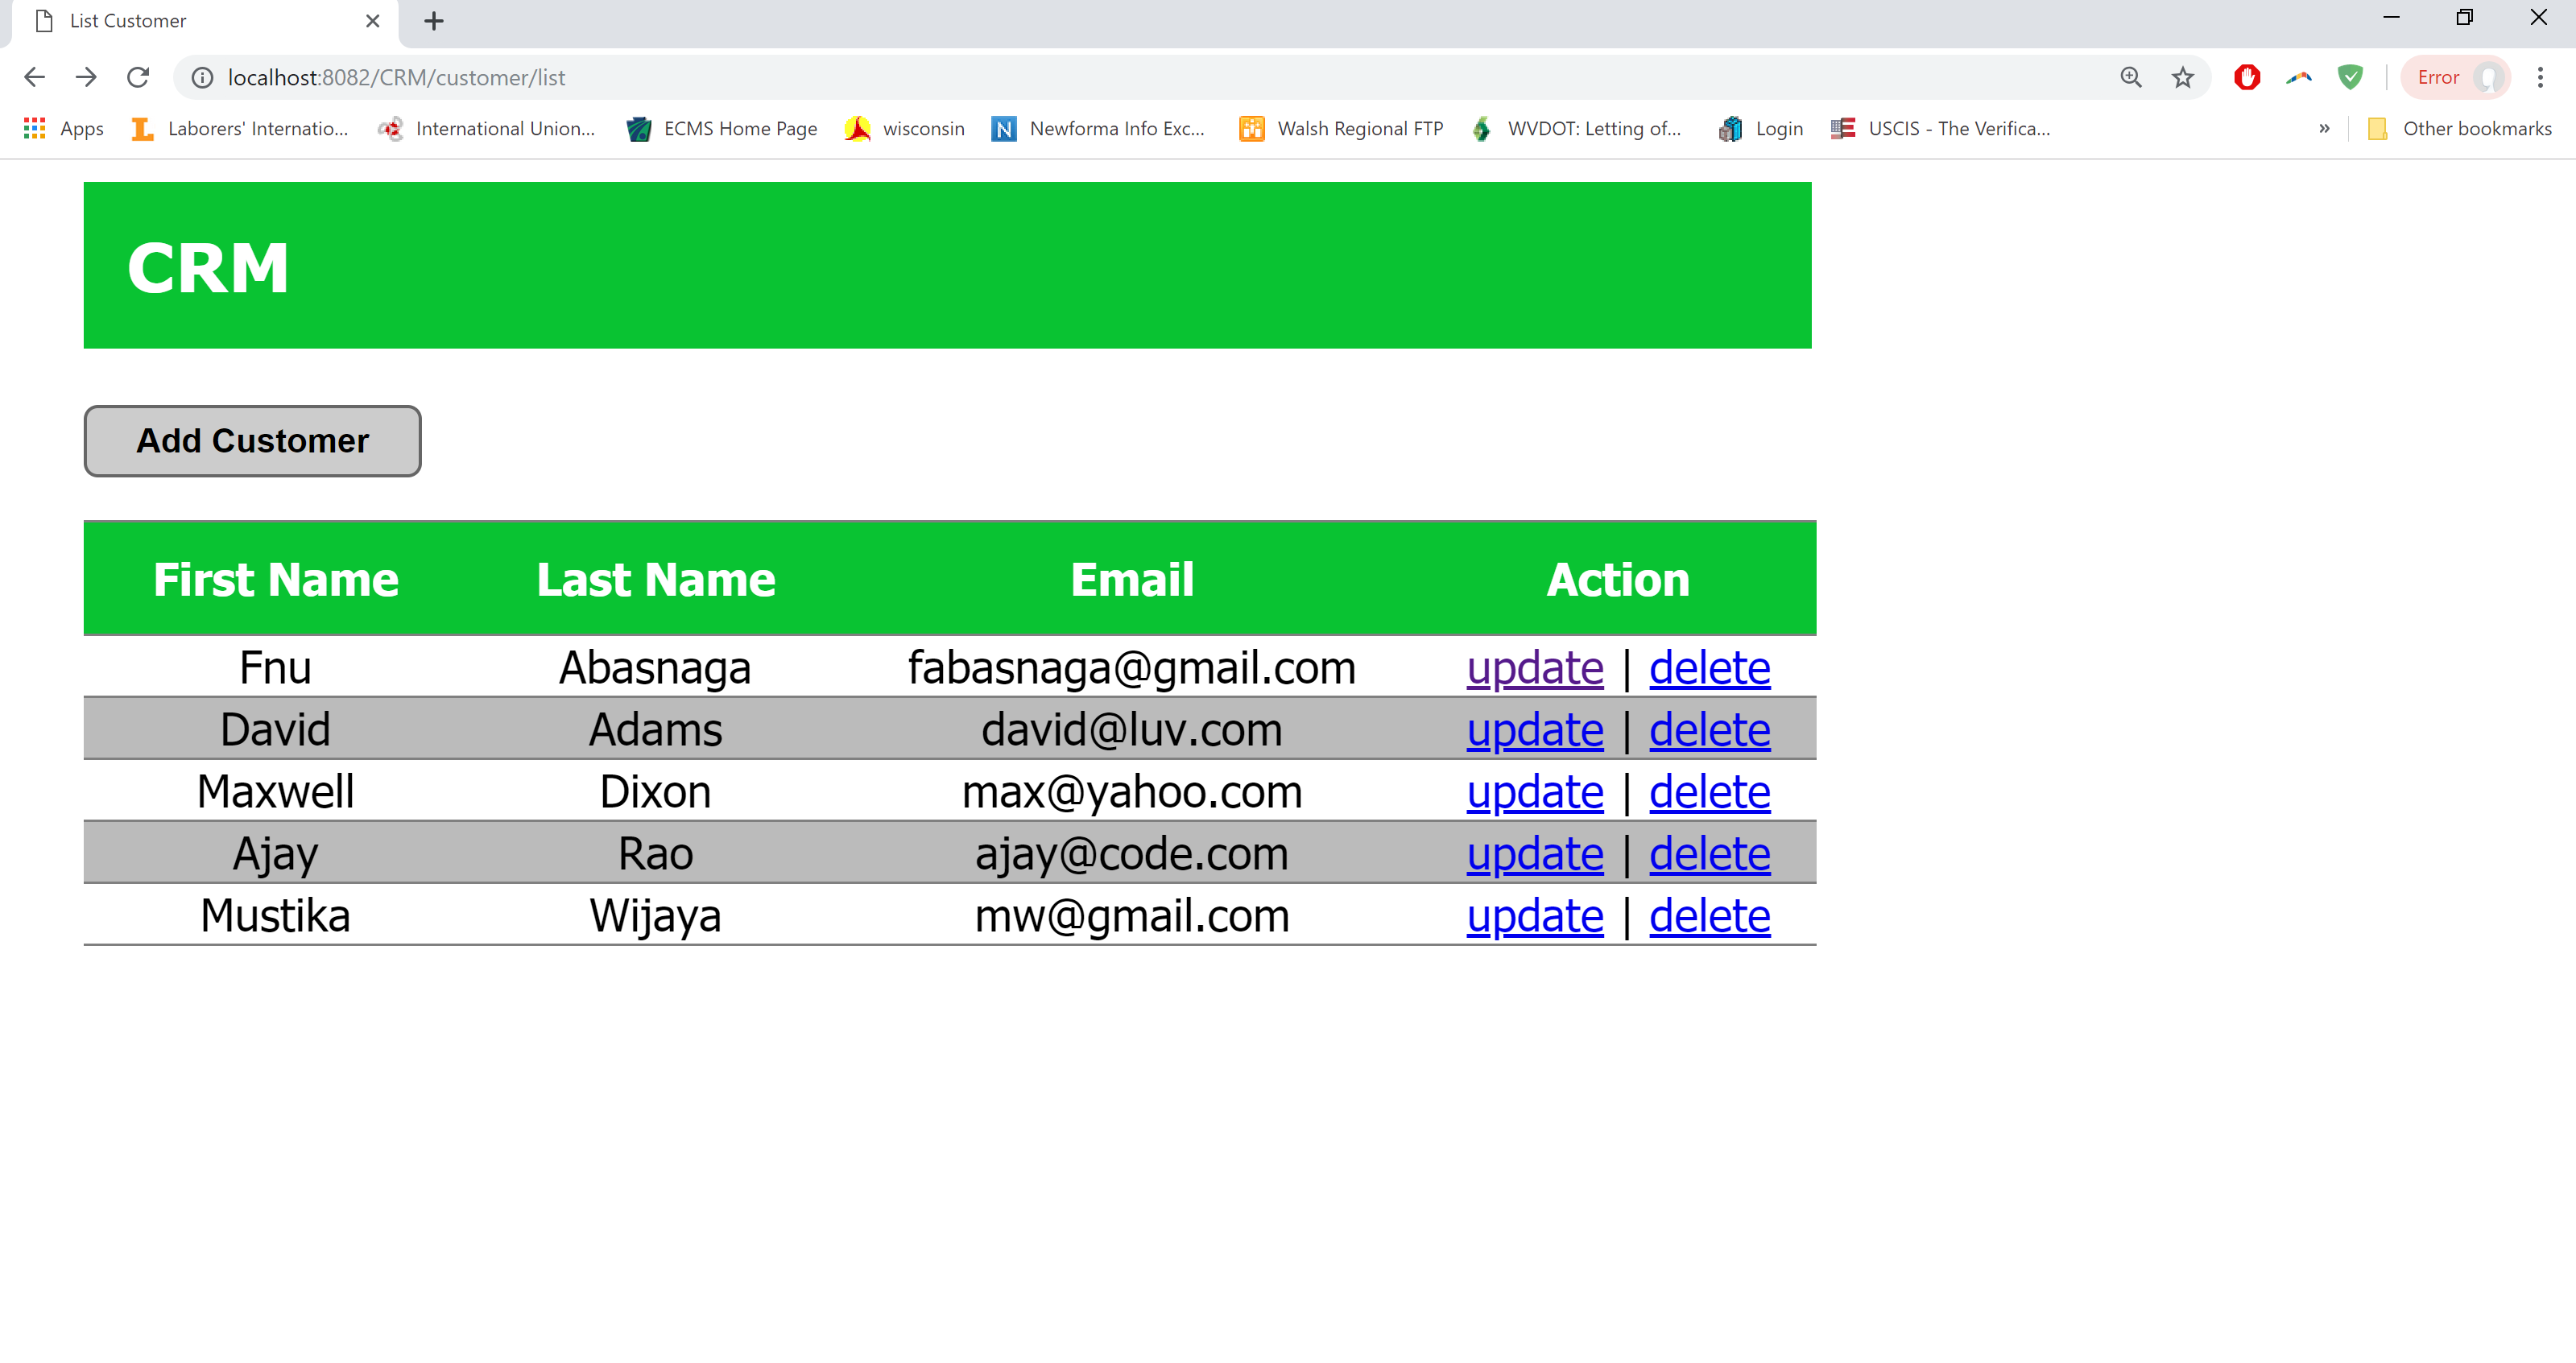 List Customer
localhost:8082/CRM/customer/list
Error
Apps Laborers' Internatio... International Union... ECMS Home Page wisconsin Newforma Info Exc... Walsh Regional FTP WVDOT: Letting of... Login USCIS - The Verifica... » Other bookmarks
CRM
Add Customer
First Name Last Name Email Action
Fnu Abasnaga fabasnaga@gmail.com update | delete
David Adams david@luv.com update | delete
Maxwell Dixon max@yahoo.com update | delete
Ajay Rao ajay@code.com update | delete
Mustika Wijaya mw@gmail.com update | delete